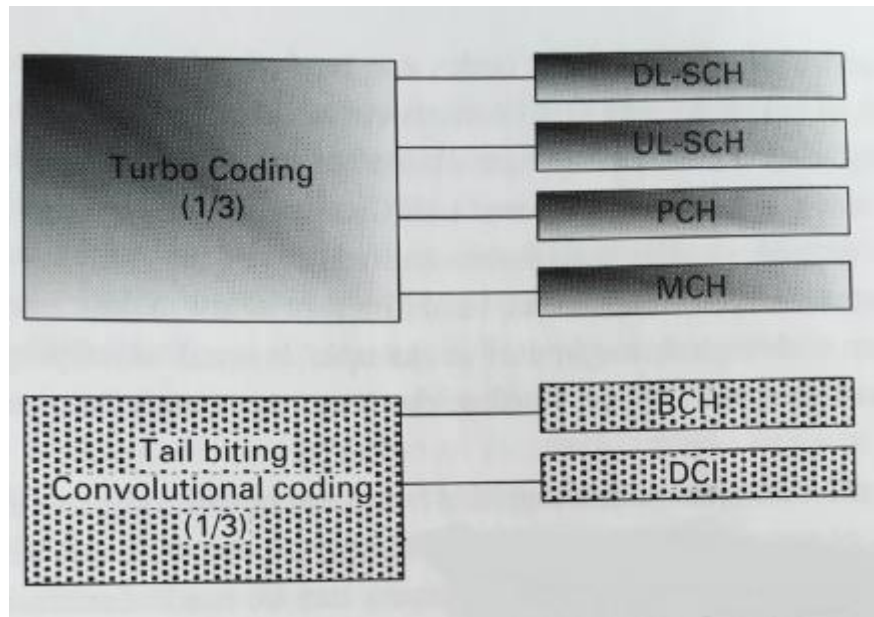 Turbo Coding
(1/3)
DL-SCH
UL-SCH
PCH
MCH
Tail biting
Convolutional coding
(1/3)
BCH
DCI